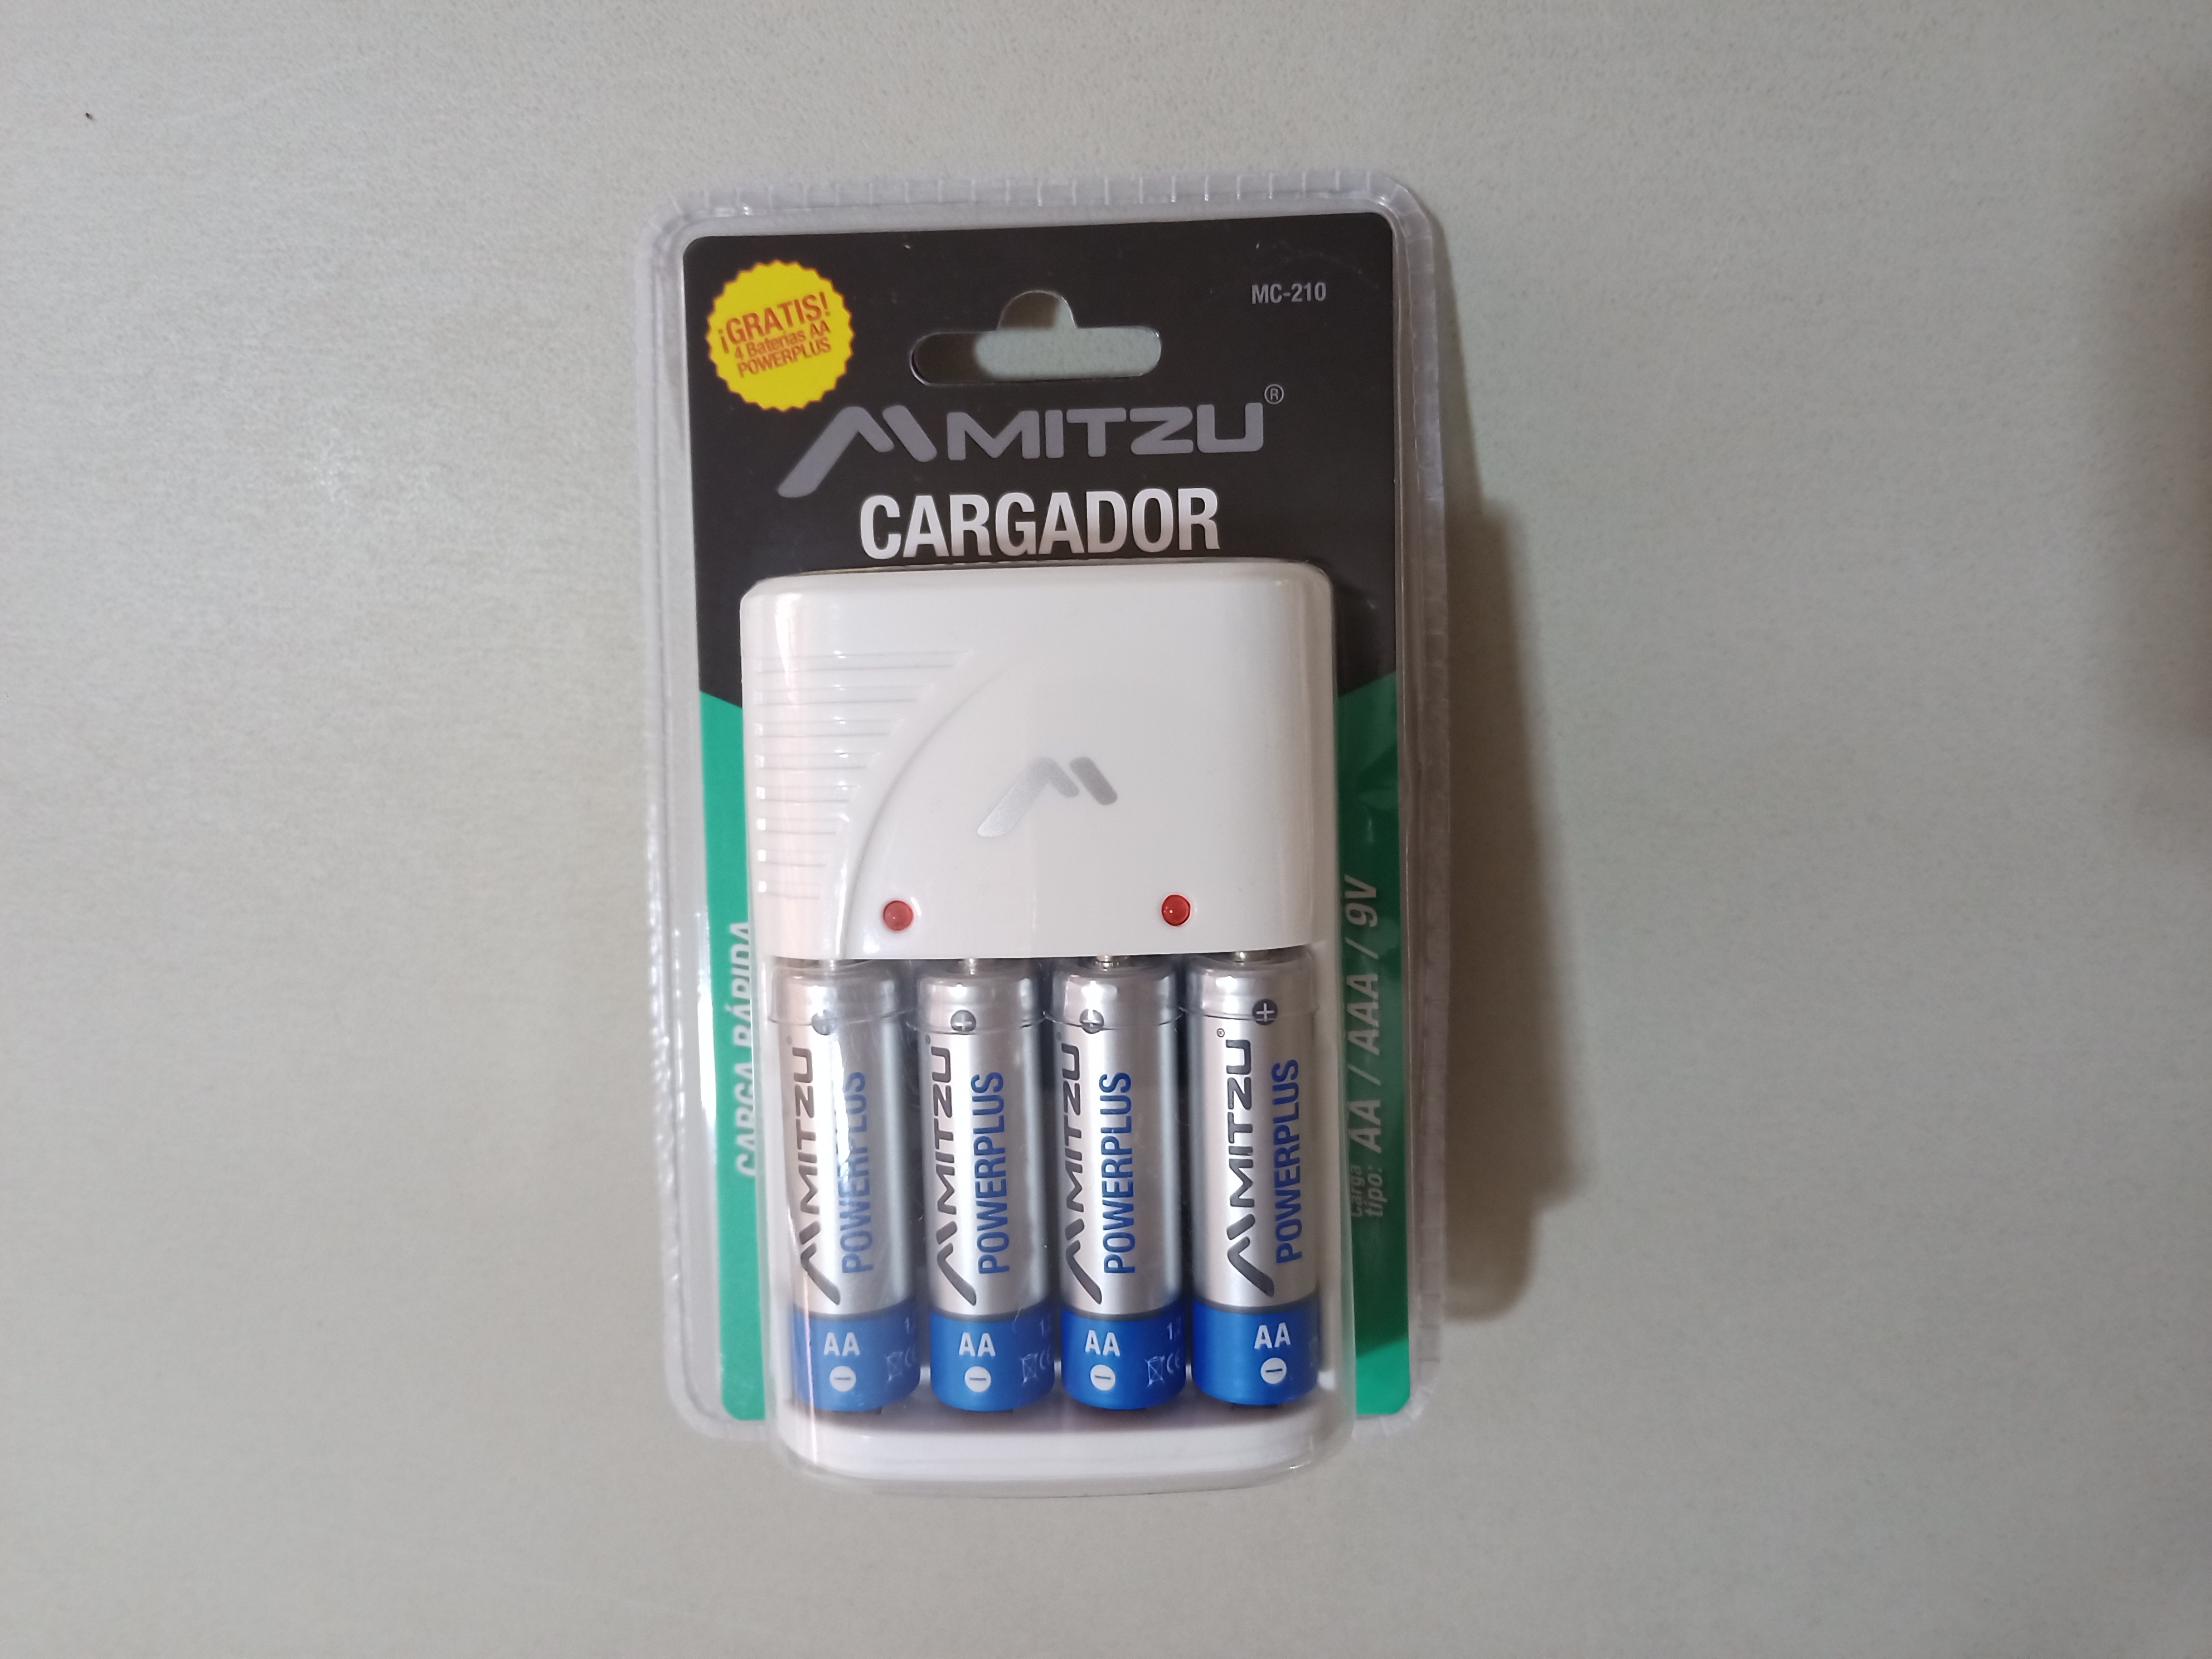 ¡GRATIS!
4 Baterías AA
POWERPLUS
MC-210
MITZU®
CARGADOR
CARGA RÁPIDA
Carga
tipo: AA / AAA / 9V
MITZU®
POWERPLUS
AA
MITZU®
POWERPLUS
AA
MITZU®
POWERPLUS
AA
MITZU®
POWERPLUS
AA